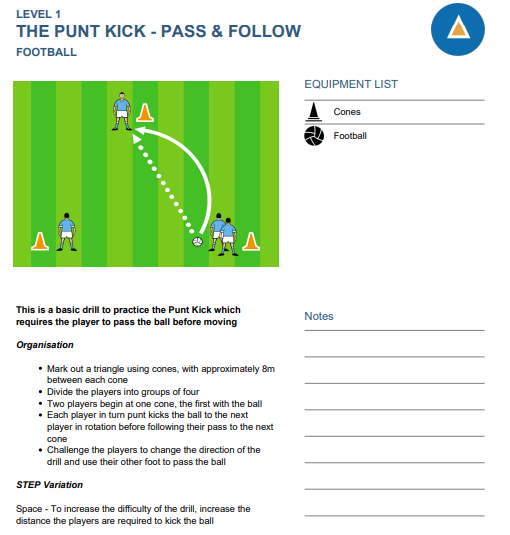 LEVEL 1
THE PUNT KICK - PASS & FOLLOW
FOOTBALL
EQUIPMENT LIST
Cones
Football
This is a basic drill to practice the Punt Kick which
requires the player to pass the ball before moving
Organisation
• Mark out a triangle using cones, with approximately 8m
between each cone
• Divide the players into groups of four
• Two players begin at one cone, the first with the ball
• Each player in turn punt kicks the ball to the next
player in rotation before following their pass to the next
cone
• Challenge the players to change the direction of the
drill and use their other foot to pass the ball
STEP Variation
Space - To increase the difficulty of the drill, increase the
distance the players are required to kick the ball
Notes